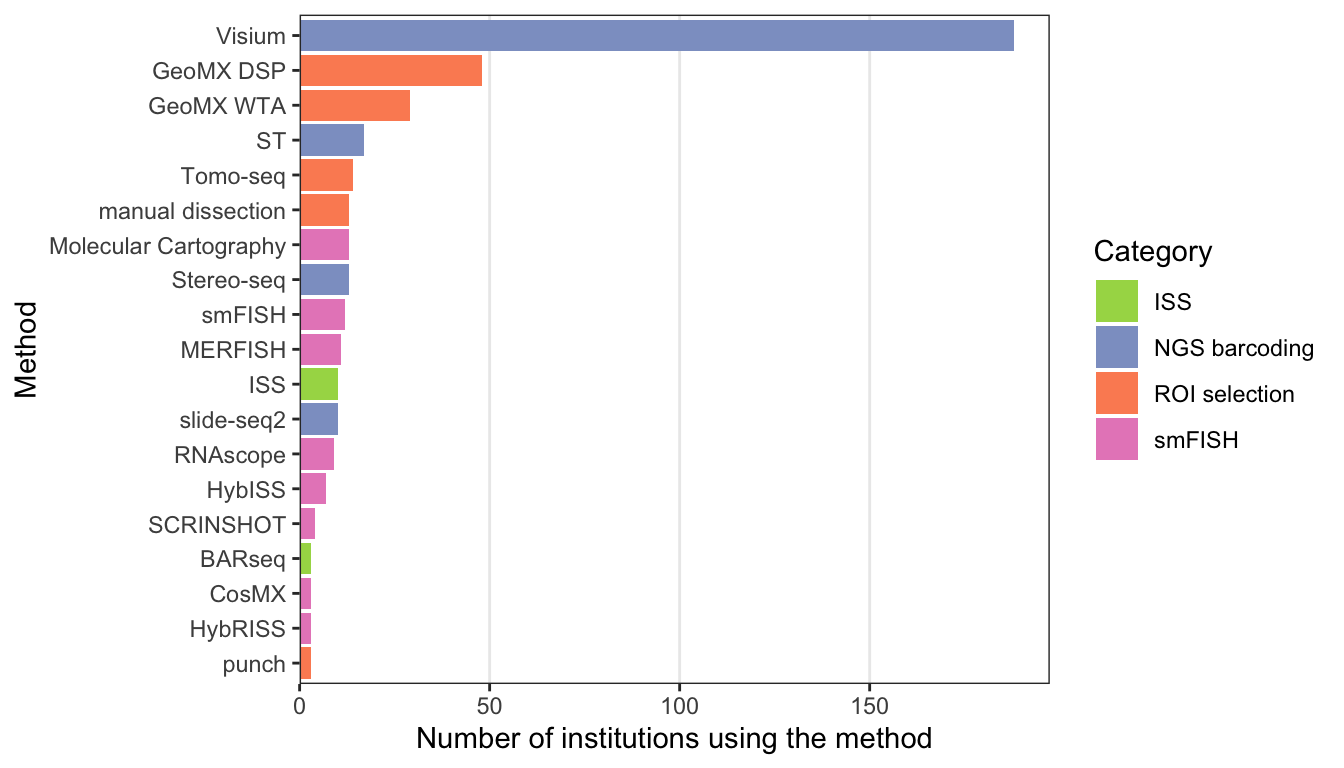 Visium
GeoMX DSP
GeoMX WTA
ST
Tomo-seq
manual dissection
Molecular Cartography
Stereo-seq
smFISH
MERFISH
ISS
slide-seq2
RNAscope
HybISS
SCRINSHOT
BARseq
CosMX
HybRISS
punch
Method
0 50 100 150
Number of institutions using the method
Category
ISS
NGS barcoding
ROI selection
smFISH